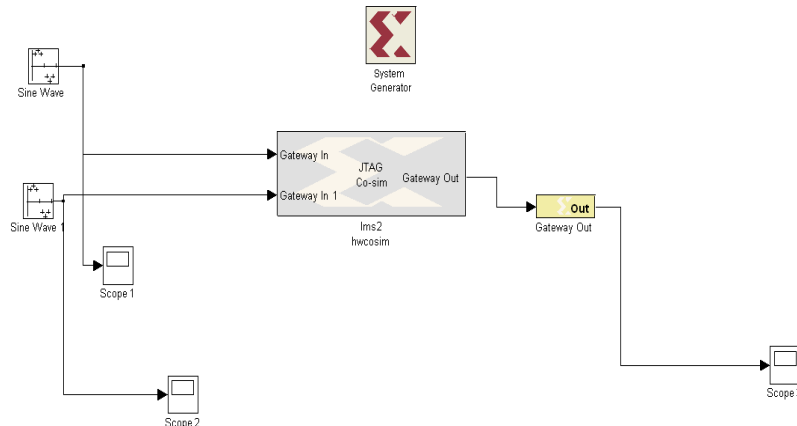 System
Generator
Sine Wave
Gateway In
JTAG
Co-sim
Gateway Out
Gateway In 1
Sine Wave 1
lms2
hwcosim
Out
Gateway Out
Scope 1
Scope
Scope 2